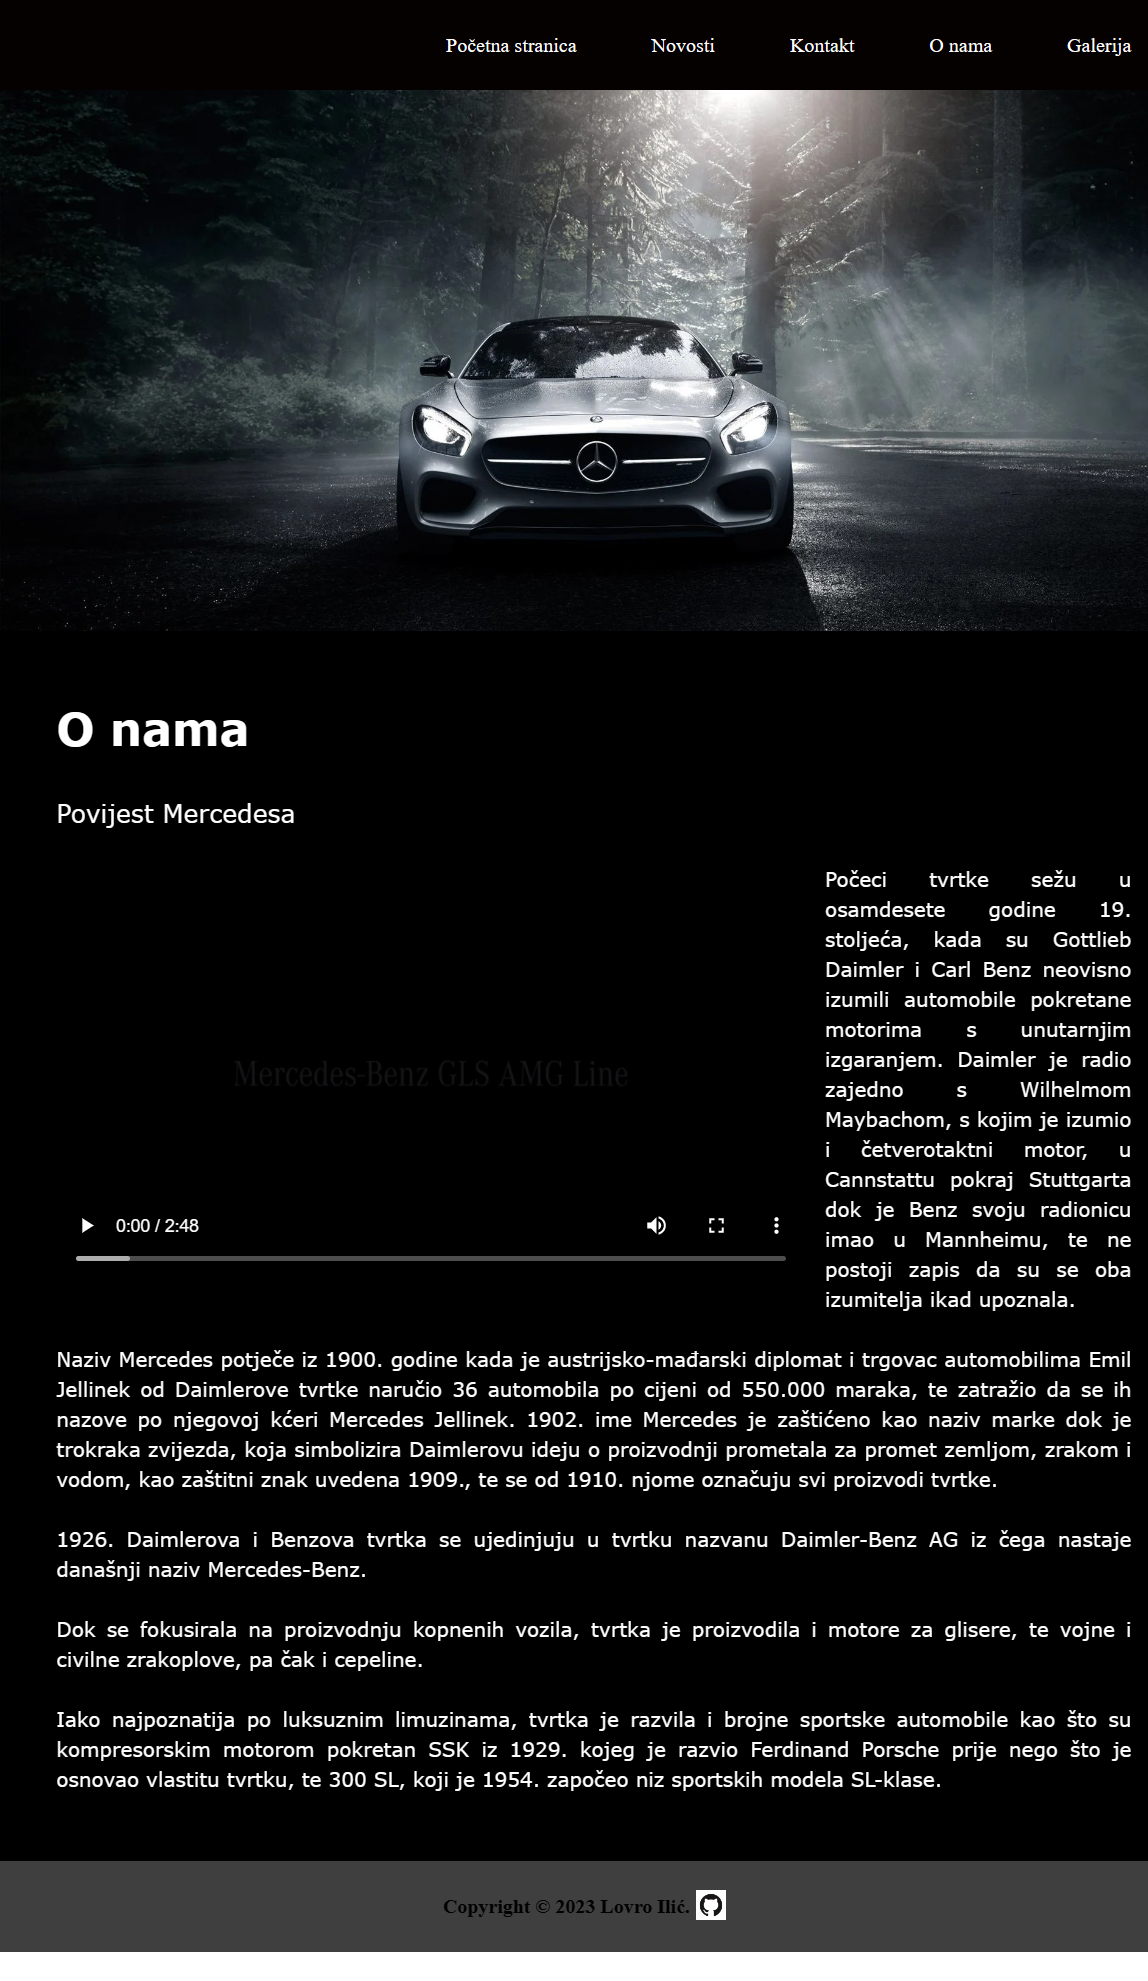 Početna stranica Novosti Kontakt O nama Galerija
O nama
Povijest Mercedesa
Mercedes-Benz GLS AMG Line
0:00 / 2:48
Počeci tvrtke sežu u
osamdesete godine 19.
stoljeća, kada su Gottlieb
Daimler i Carl Benz neovisno
izumili automobile pokretane
motorima s unutarnjim
izgaranjem. Daimler je radio
zajedno s Wilhelmom
Maybachom, s kojim je izumio
i četverotaktni motor, u
Cannstattu pokraj Stuttgarta
dok je Benz svoju radionicu
imao u Mannheimu, te ne
postoji zapis da su se oba
izumitelja ikad upoznala.
Naziv Mercedes potječe iz 1900. godine kada je austrijsko-mađarski diplomat i trgovac automobilima Emil
Jellinek od Daimlerove tvrtke naručio 36 automobila po cijeni od 550.000 maraka, te zatražio da se ih
nazove po njegovoj kćeri Mercedes Jellinek. 1902. ime Mercedes je zaštićeno kao naziv marke dok je
trokraka zvijezda, koja simbolizira Daimlerovu ideju o proizvodnji prometala za promet zemljom, zrakom i
vodom, kao zaštitni znak uvedena 1909., te se od 1910. njome označuju svi proizvodi tvrtke.
1926. Daimlerova i Benzova tvrtka se ujedinjuju u tvrtku nazvanu Daimler-Benz AG iz čega nastaje
današnji naziv Mercedes-Benz.
Dok se fokusirala na proizvodnju kopnenih vozila, tvrtka je proizvodila i motore za glisere, te vojne i
civilne zrakoplove, pa čak i cepeline.
Iako najpoznatija po luksuznim limuzinama, tvrtka je razvila i brojne sportske automobile kao što su
kompresorskim motorom pokretan SSK iz 1929. kojeg je razvio Ferdinand Porsche prije nego što je
osnovao vlastitu tvrtku, te 300 SL, koji je 1954. započeo niz sportskih modela SL-klase.
Copyright © 2023 Lovro Ilić.